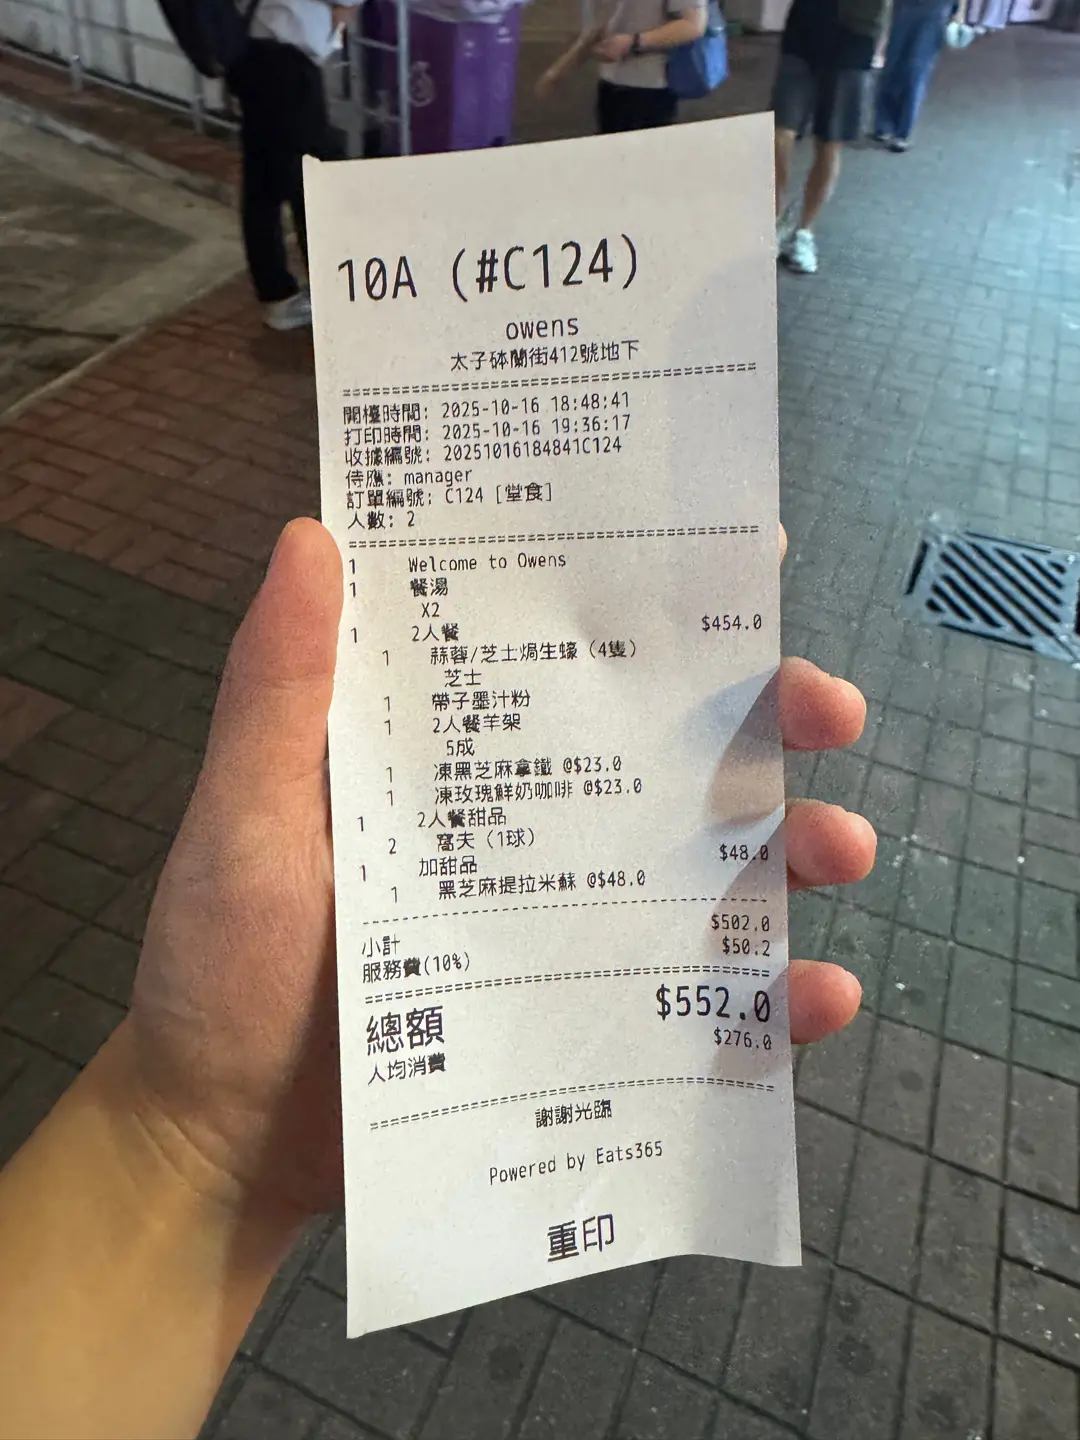 10A (#C124)
owens
太子砵蘭街412號地下
開檯時間: 2025-10-16 18:48:41
打印時間: 2025-10-16 19:36:17
收據編號: 20251016184841C124
侍應: manager
訂單編號: C124 [堂食]
人數: 2
1 Welcome to Owens
1 餐湯
X2
1 2人餐 $454.0
1 蒜蓉/芝士焗生蠔 (4隻)
芝士
1 帶子墨汁粉
1 2人餐羊架
5成
1 凍黑芝麻拿鐵 @$23.0
1 凍玫瑰鮮奶咖啡 @$23.0
1 2人餐甜品
2 窩夫 (1球)
1 加甜品 $48.0
1 黑芝麻提拉米蘇 @$48.0
小計 $502.0
服務費(10%) $50.2
總額 $552.0
人均消費 $276.0
謝謝光臨
Powered by Eats365
重印